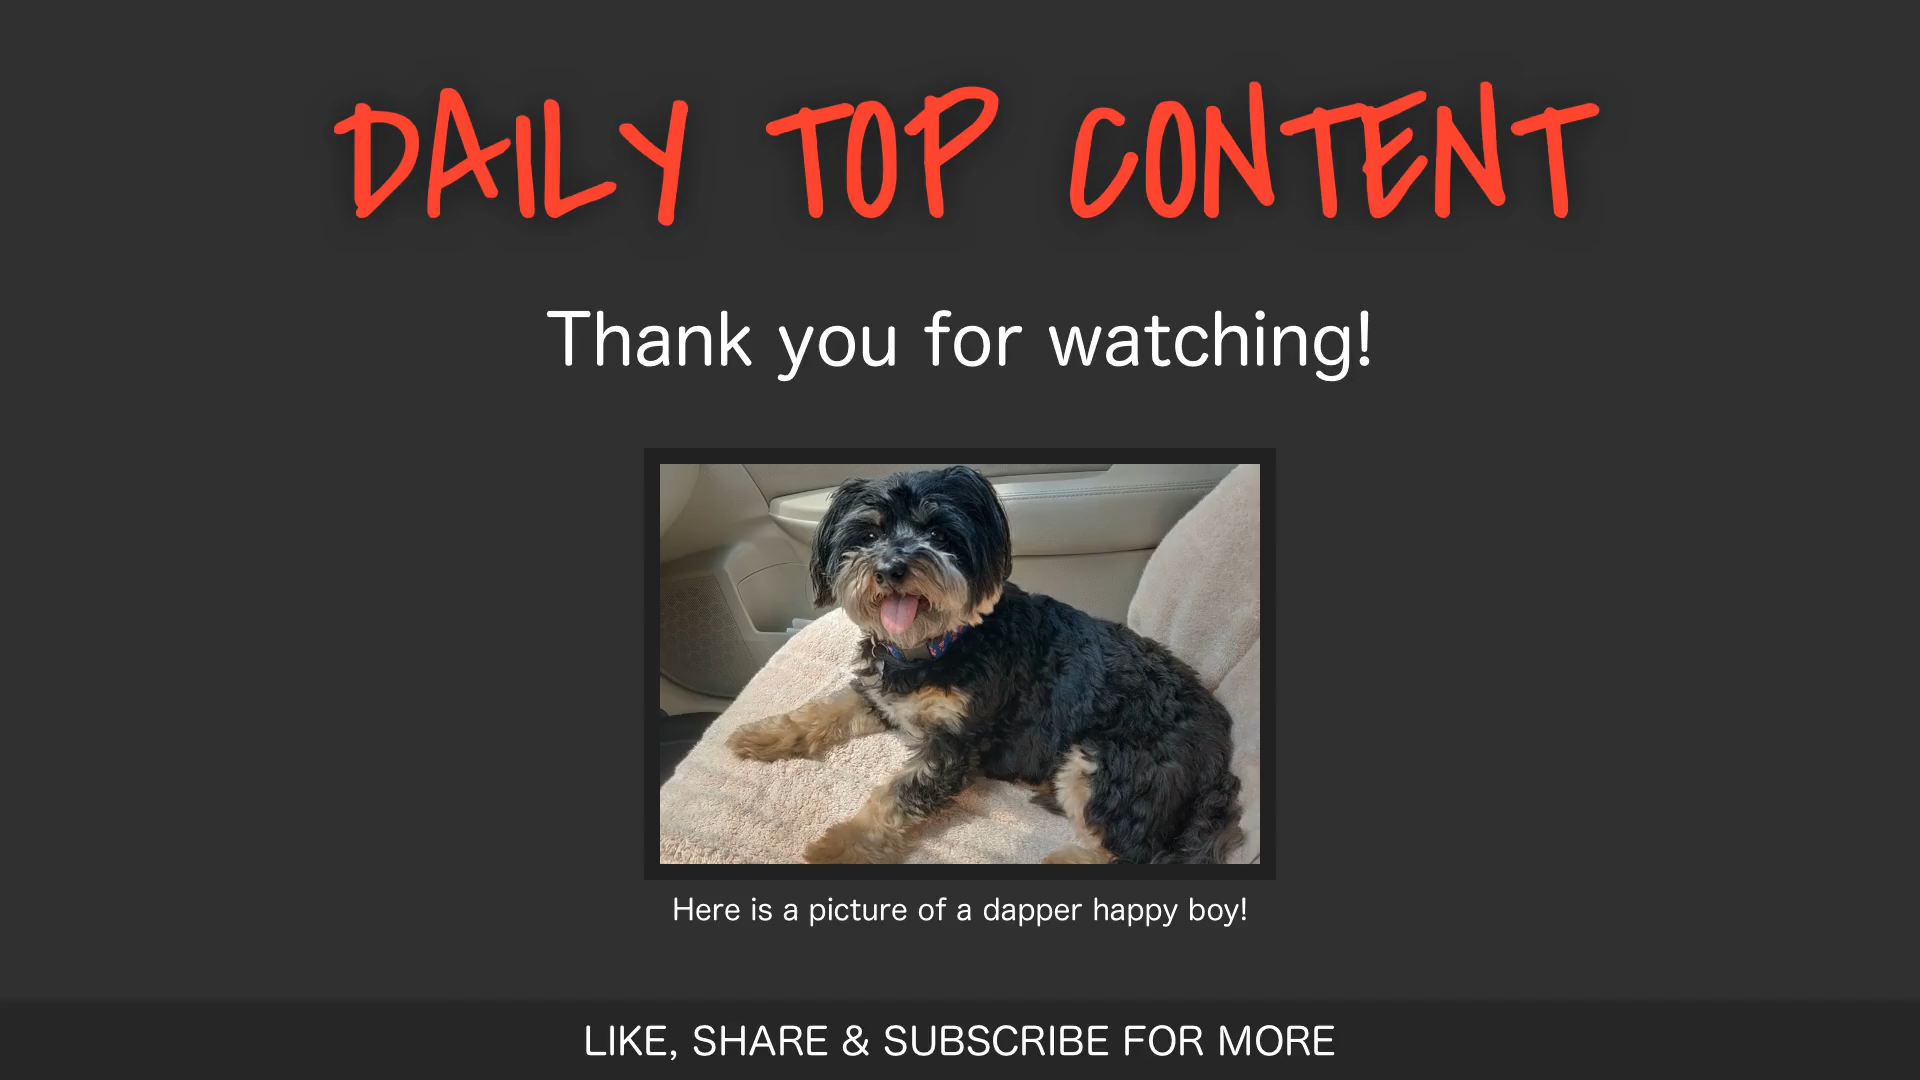 DAILY TOP CONTENT
Thank you for watching!
Here is a picture of a dapper happy boy!
LIKE, SHARE & SUBSCRIBE FOR MORE